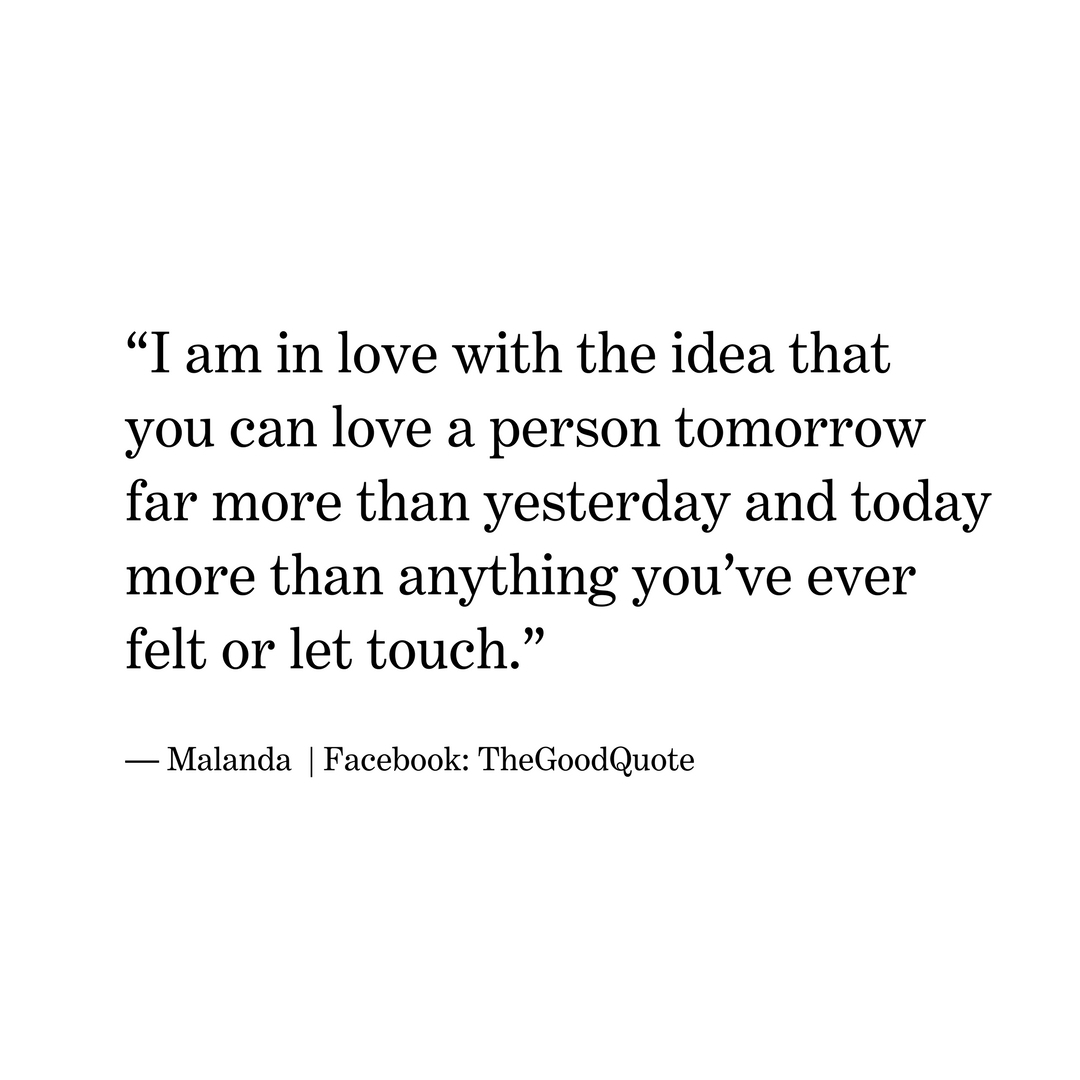 “I am in love with the idea that
you can love a person tomorrow
far more than yesterday and today
more than anything you’ve ever
felt or let touch.”
— Malanda | Facebook: TheGoodQuote